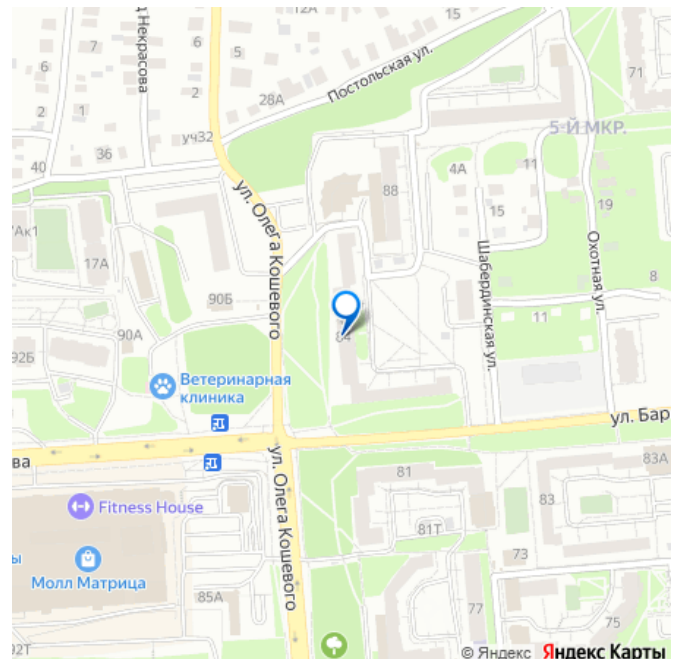 12А
15
д Некрасова
6
5
6
71
2
2
Постольская ул.
1
28А
5-Й МКР.
уч32
36
40
4А
11
ул. Олега Кошевого
88
19
15
7Ак1
17А
Охотная ул.
Шабердинская ул.
8
90Б
11
84
90А
92Б
Ветеринарная
клиника
ул. Бар
ва
ул. Олега Кошевого
81
83А
83
Fitness House
81Т
73
ы
Молл Матрица
85А
77
75
92Т
© Яндекс Яндекс Карты